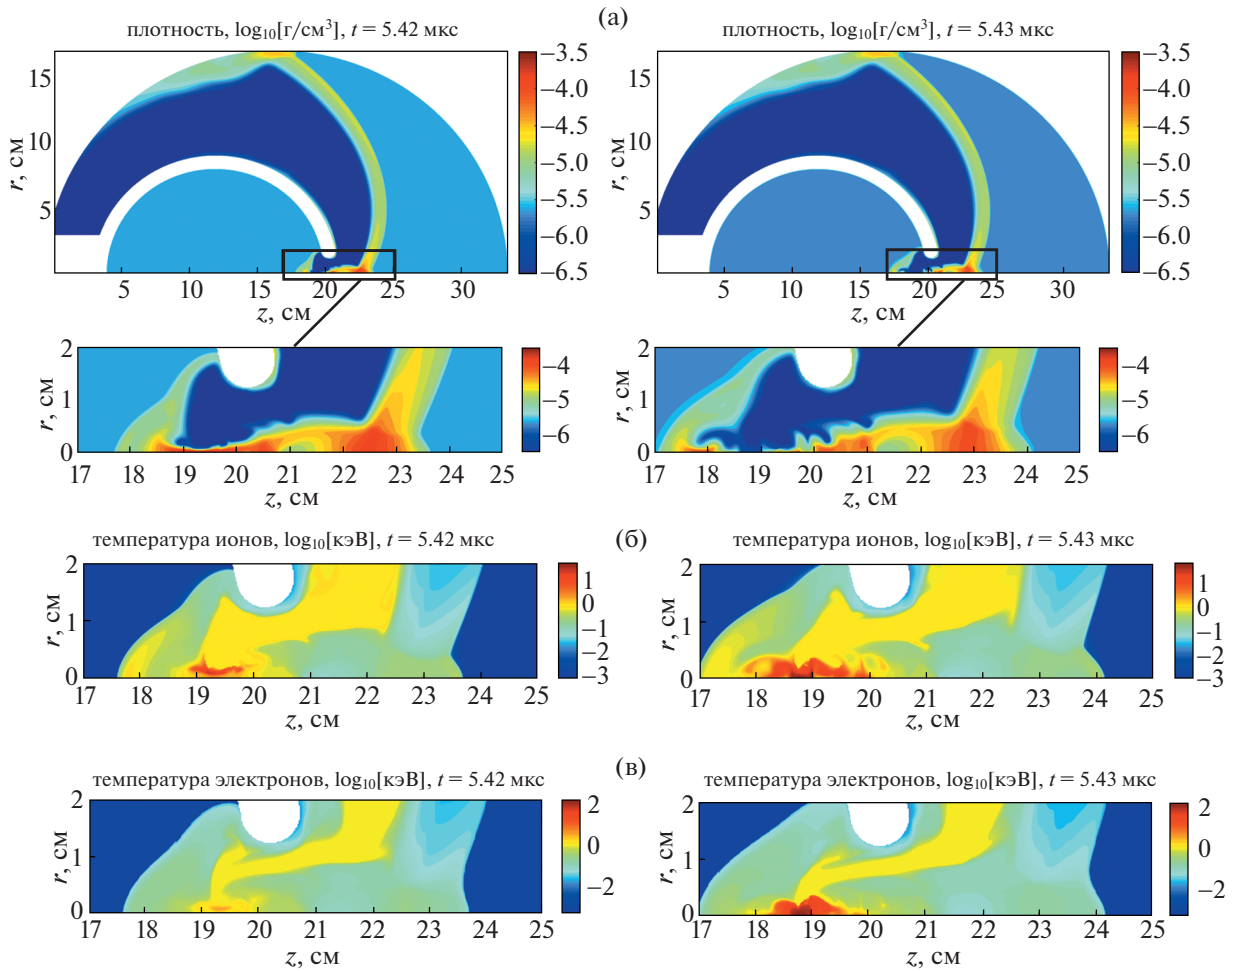 (а)
плотность, log₁₀[г/см³], t = 5.42 мкс
плотность, log₁₀[г/см³], t = 5.43 мкс
r, см
15
10
5
5 10 15 20 25 30
z, см
−3.5
−4.0
−4.5
−5.0
−5.5
−6.0
−6.5
r, см
15
10
5
5 10 15 20 25 30
z, см
−3.5
−4.0
−4.5
−5.0
−5.5
−6.0
−6.5
r, см
2
1
0
17 18 19 20 21 22 23 24 25
z, см
−4
−5
−6
r, см
2
1
0
17 18 19 20 21 22 23 24 25
z, см
−4
−5
−6
(б)
температура ионов, log₁₀[кэВ], t = 5.42 мкс
температура ионов, log₁₀[кэВ], t = 5.43 мкс
r, см
2
1
0
17 18 19 20 21 22 23 24 25
z, см
1
0
−1
−2
−3
r, см
2
1
0
17 18 19 20 21 22 23 24 25
z, см
1
0
−1
−2
−3
(в)
температура электронов, log₁₀[кэВ], t = 5.42 мкс
температура электронов, log₁₀[кэВ], t = 5.43 мкс
r, см
2
1
0
17 18 19 20 21 22 23 24 25
z, см
2
0
−2
r, см
2
1
0
17 18 19 20 21 22 23 24 25
z, см
2
0
−2